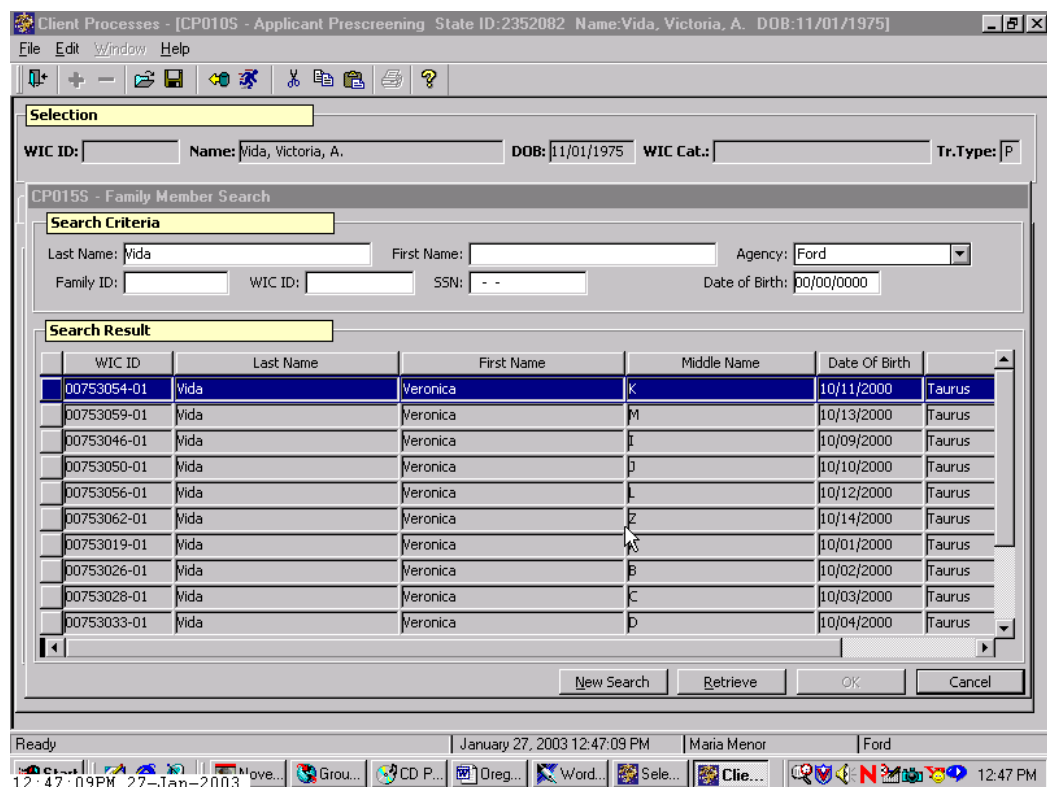 Client Processes - [CP010S - Applicant Prescreening State ID:2352082 Name:Vida, Victoria, A. DOB:11/01/1975]
File Edit Window Help
Selection
WIC ID: Name: Vida, Victoria, A. DOB: 11/01/1975 WIC Cat.: Tr.Type: P
CP015S - Family Member Search
Search Criteria
Last Name: Vida First Name: Agency: Ford
Family ID: WIC ID: SSN: - - Date of Birth: 00/00/0000
Search Result
WIC ID Last Name First Name Middle Name Date Of Birth
00753054-01 Vida Veronica K 10/11/2000 Taurus
00753059-01 Vida Veronica M 10/13/2000 Taurus
00753046-01 Vida Veronica I 10/09/2000 Taurus
00753050-01 Vida Veronica J 10/10/2000 Taurus
00753056-01 Vida Veronica L 10/12/2000 Taurus
00753062-01 Vida Veronica Z 10/14/2000 Taurus
00753019-01 Vida Veronica 10/01/2000 Taurus
00753026-01 Vida Veronica B 10/02/2000 Taurus
00753028-01 Vida Veronica C 10/03/2000 Taurus
00753033-01 Vida Veronica D 10/04/2000 Taurus
New Search Retrieve OK Cancel
Ready January 27, 2003 12:47:09 PM Maria Menor Ford
Nove... Grou... CD P... Oreg... Word... Sele... Clie... N 12:47 PM
12:47:09PM 27-Jan-2003